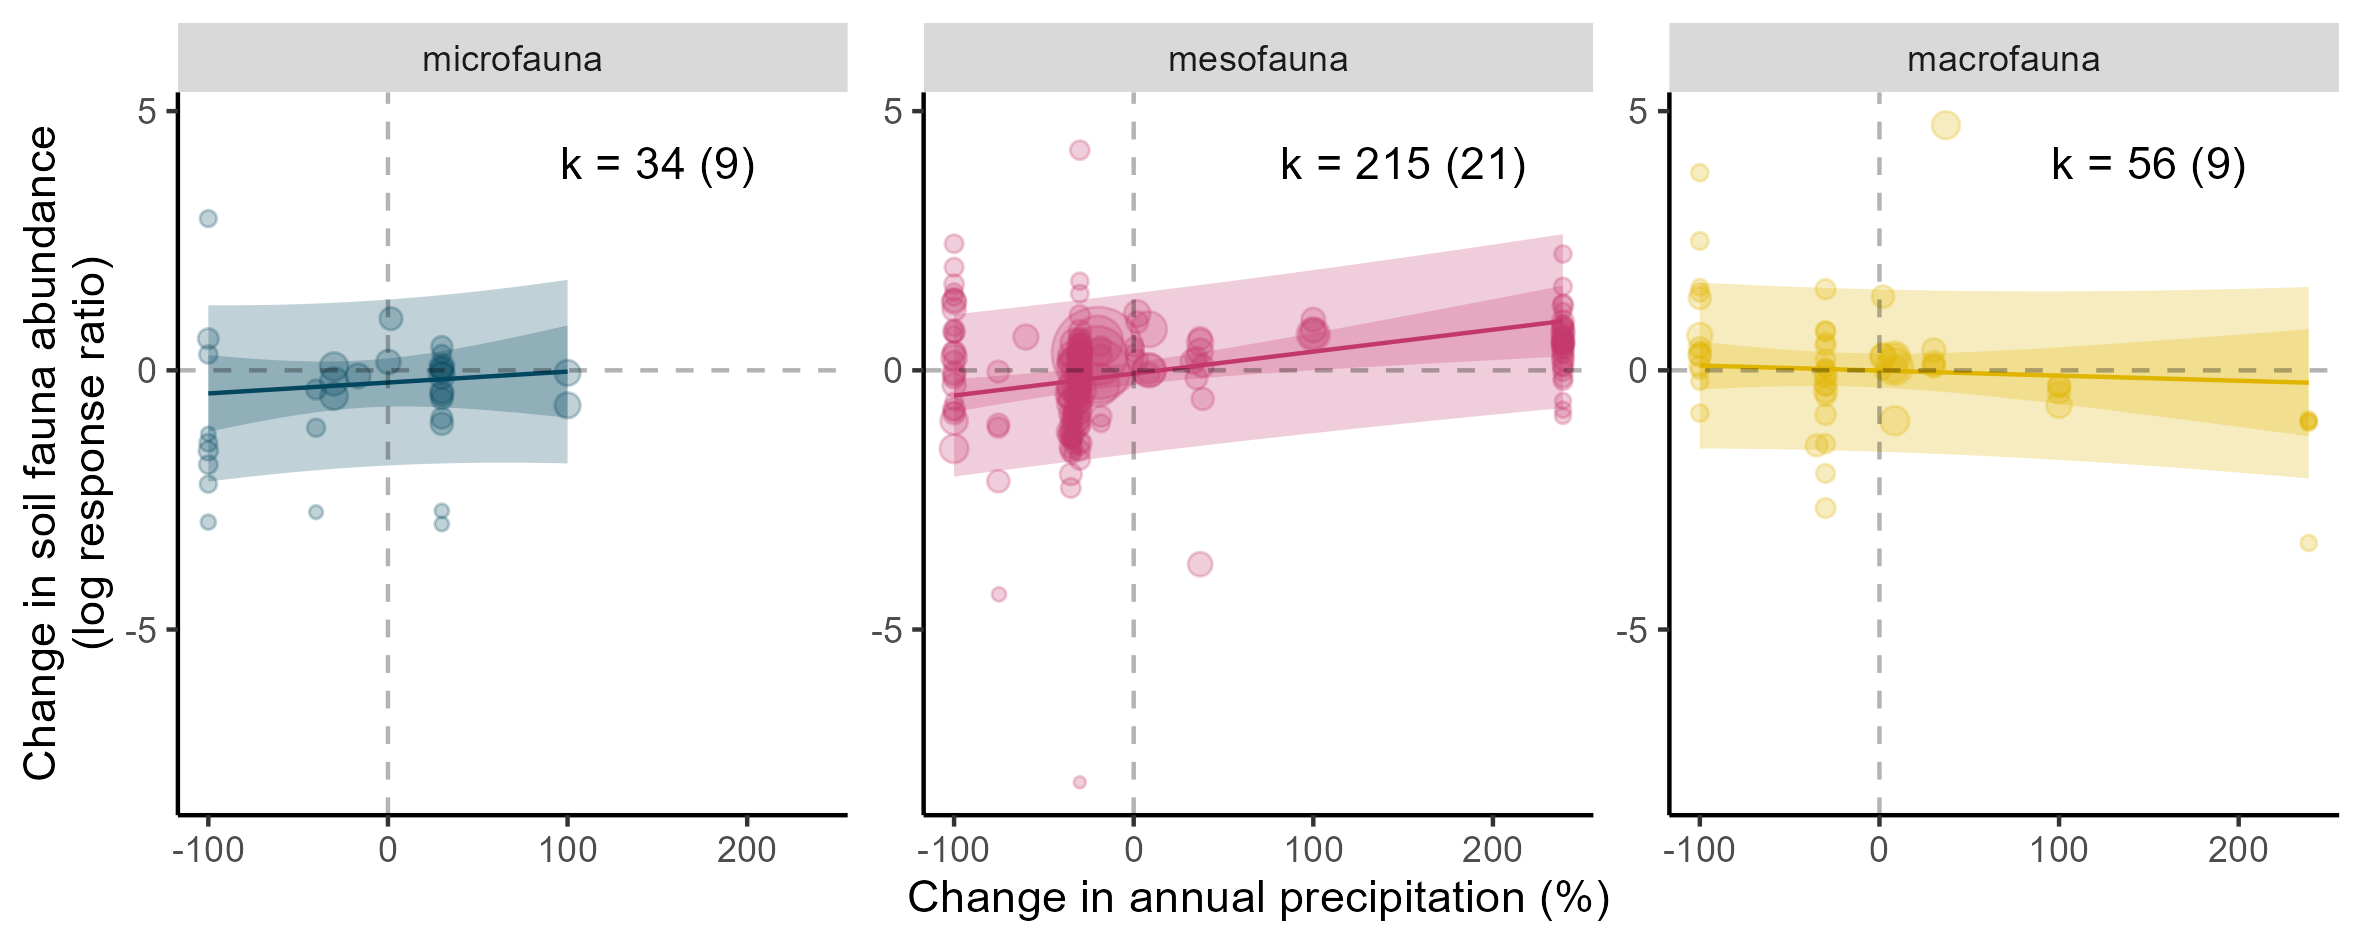 microfauna
mesofauna
macrofauna
k = 34 (9)
k = 215 (21)
k = 56 (9)
5
0
-5
5
0
-5
5
0
-5
-100 0 100 200
-100 0 100 200
-100 0 100 200
Change in soil fauna abundance
(log response ratio)
Change in annual precipitation (%)